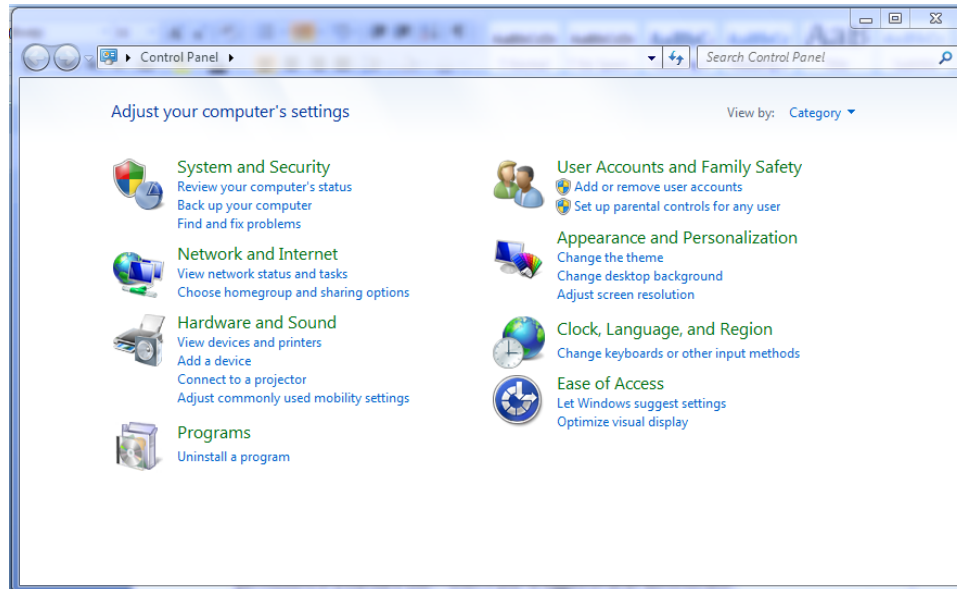 Control Panel
Search Control Panel
Adjust your computer's settings
View by: Category
System and Security
Review your computer's status
Back up your computer
Find and fix problems
Network and Internet
View network status and tasks
Choose homegroup and sharing options
Hardware and Sound
View devices and printers
Add a device
Connect to a projector
Adjust commonly used mobility settings
Programs
Uninstall a program
User Accounts and Family Safety
Add or remove user accounts
Set up parental controls for any user
Appearance and Personalization
Change the theme
Change desktop background
Adjust screen resolution
Clock, Language, and Region
Change keyboards or other input methods
Ease of Access
Let Windows suggest settings
Optimize visual display